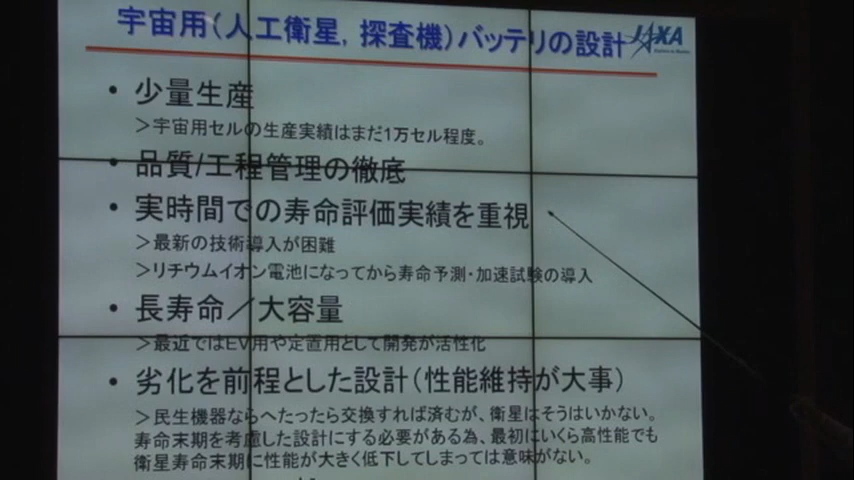 宇宙用(人工衛星, 探査機)バッテリの設計
JAXA
• 少量生産
>宇宙用セルの生産実績はまだ1万セル程度。
• 品質/工程管理の徹底
• 実時間での寿命評価実績を重視
>最新の技術導入が困難
>リチウムイオン電池になってから寿命予測・加速試験の導入
• 長寿命/大容量
>最近ではEV用や定置用として開発が活性化
• 劣化を前程とした設計(性能維持が大事)
>民生機器ならへたったら交換すれば済むが、衛星はそうはいかない。
寿命末期を考慮した設計にする必要がある為、最初にいくら高性能でも
衛星寿命末期に性能が大きく低下してしまっては意味がない。